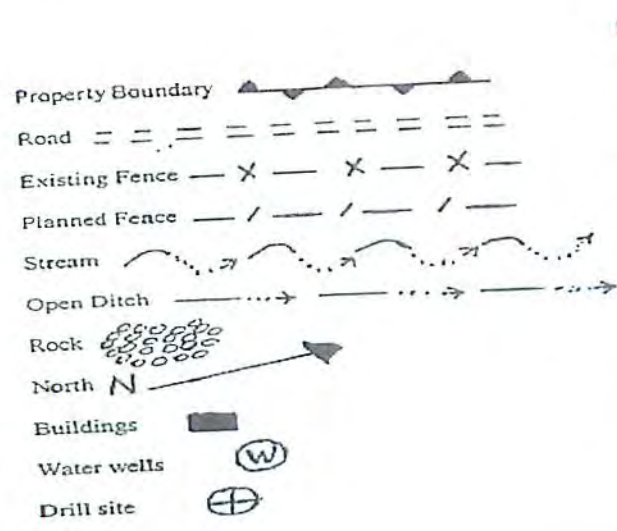 Property Boundary
Road
Existing Fence
Planned Fence
Stream
Open Ditch
Rock
North N
Buildings
Water wells W
Drill site